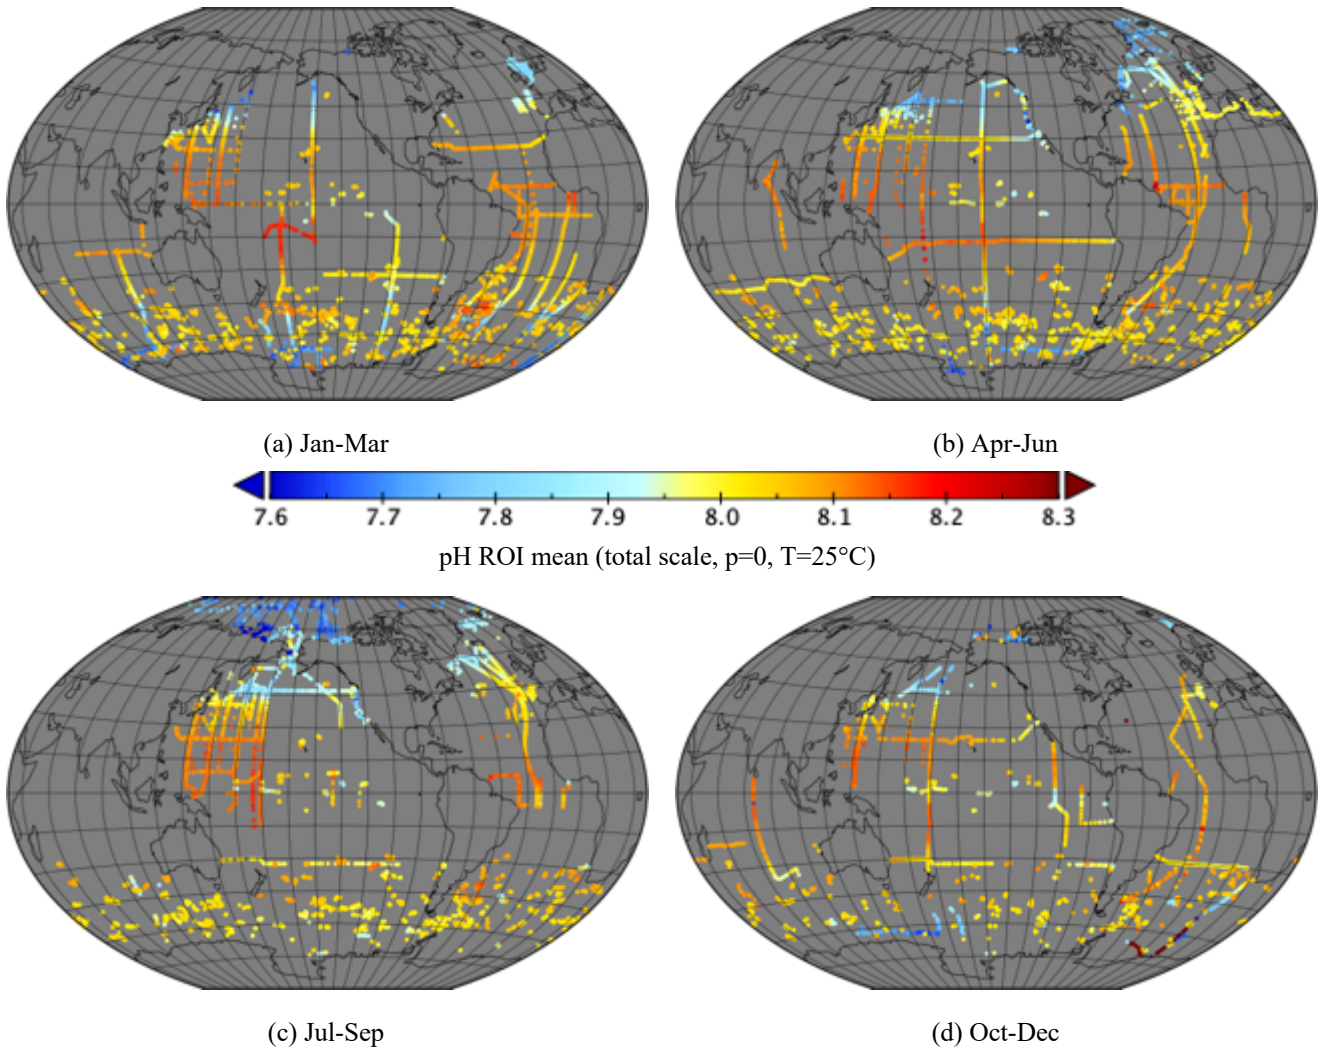 (a) Jan-Mar
(b) Apr-Jun
7.6 7.7 7.8 7.9 8.0 8.1 8.2 8.3
pH ROI mean (total scale, p=0, T=25°C)
(c) Jul-Sep
(d) Oct-Dec